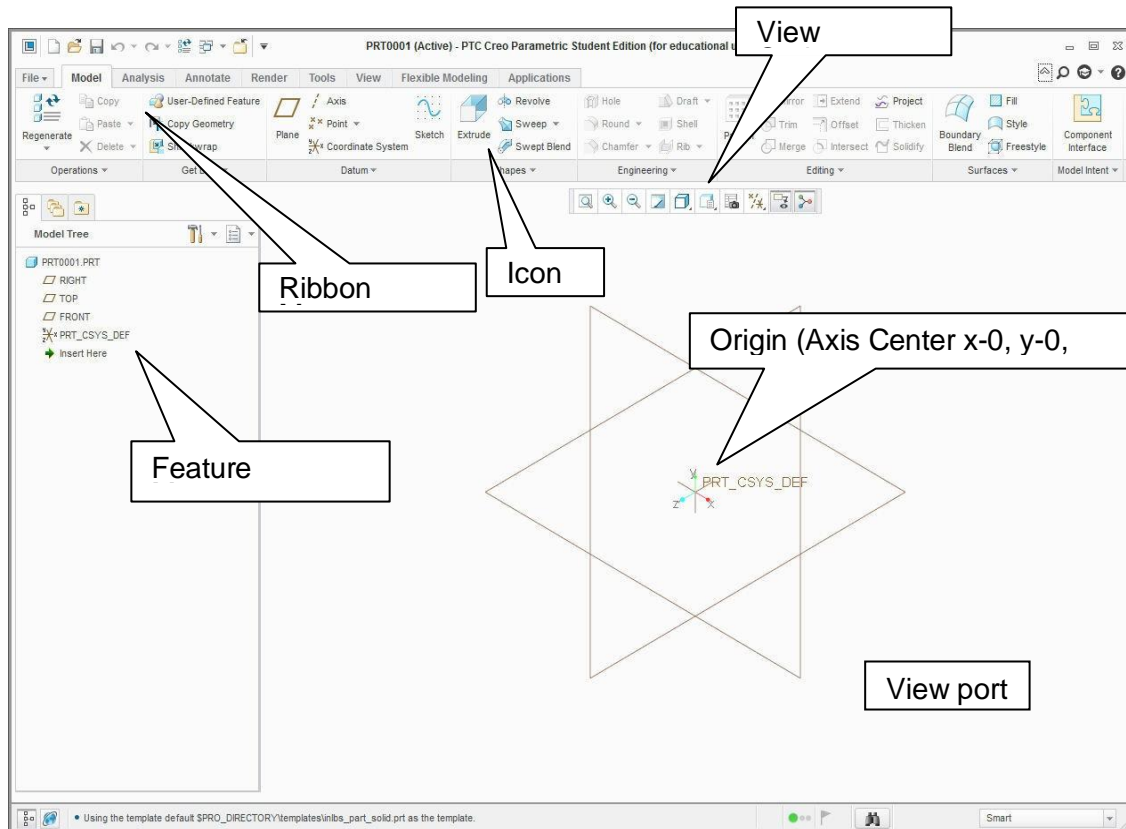 View
PRT0001 (Active) - PTC Creo Parametric Student Edition (for educational u
File Model Analysis Annotate Render Tools View Flexible Modeling Applications
Regenerate
Copy
Paste
Delete
Operations
User-Defined Feature
Copy Geometry
Get
Plane
Axis
Point
Coordinate System
Sketch
Datum
Extrude
Revolve
Sweep
Swept Blend
hapes
Hole
Round
Chamfer
Draft
Shell
Rib
Engineering
Trim
Merge
Extend
Offset
Intersect
Project
Thicken
Solidify
Editing
Boundary
Blend
Fill
Style
Freestyle
Surfaces
Component
Interface
Model Intent
Model Tree
PRT0001.PRT
RIGHT
TOP
FRONT
PRT_CSYS_DEF
Insert Here
Ribbon
Icon
Origin (Axis Center x-0, y-0,
Feature
y
PRT_CSYS_DEF
z
x
View port
Using the template default $PRO_DIRECTORY\templates\inlbs_part_solid.prt as the template.
Smart